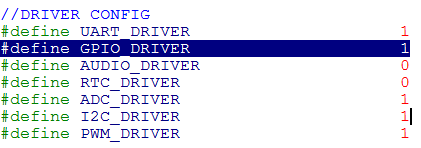 //DRIVER CONFIG
#define UART_DRIVER 1
#define GPIO_DRIVER 1
#define AUDIO_DRIVER 0
#define RTC_DRIVER 0
#define ADC_DRIVER 1
#define I2C_DRIVER 1
#define PWM_DRIVER 1